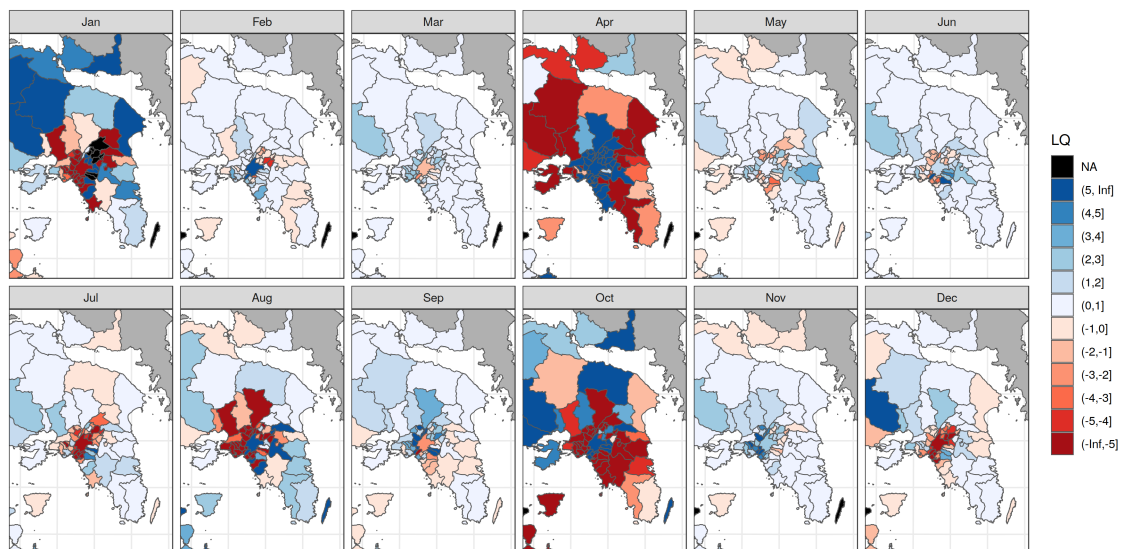 Jan
Feb
Mar
Apr
May
Jun
Jul
Aug
Sep
Oct
Nov
Dec
LQ
NA
(5, Inf]
(4,5]
(3,4]
(2,3]
(1,2]
(0,1]
(-1,0]
(-2,-1]
(-3,-2]
(-4,-3]
(-5,-4]
(-Inf,-5]